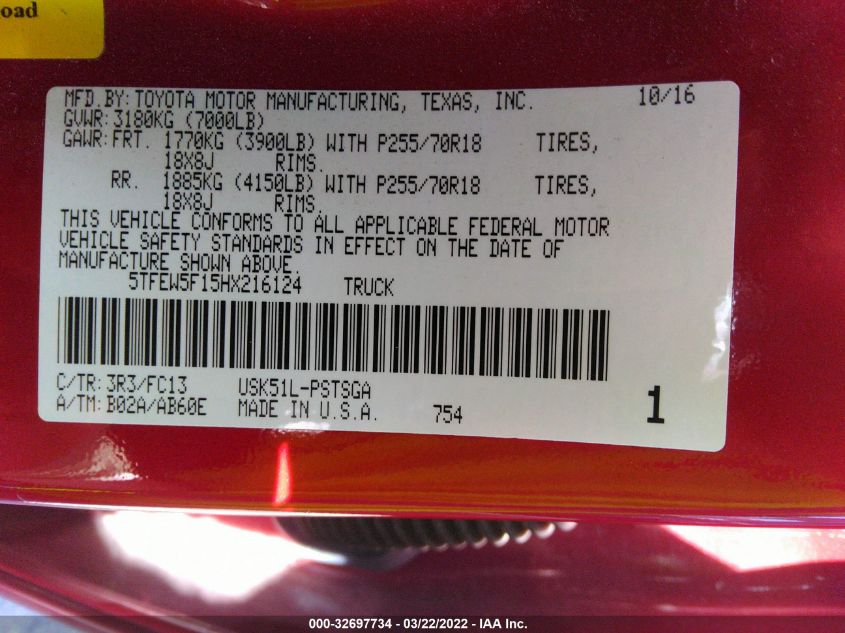 oad
MFD.BY:TOYOTA MOTOR MANUFACTURING, TEXAS, INC. 10/16
GVWR:3180KG (7000LB)
GAWR:FRT. 1770KG (3900LB) WITH P255/70R18 TIRES,
18X8J RIMS.
RR. 1885KG (4150LB) WITH P255/70R18 TIRES,
18X8J RIMS.
THIS VEHICLE CONFORMS TO ALL APPLICABLE FEDERAL MOTOR
VEHICLE SAFETY STANDARDS IN EFFECT ON THE DATE OF
MANUFACTURE SHOWN ABOVE.
5TFEW5F15HX216124 TRUCK
C/TR:3R3/FC13 USK51L-PSTSGA
A/TM:B02A/AB60E MADE IN U.S.A. 754 1
000-32697734 - 03/22/2022 - IAA Inc.